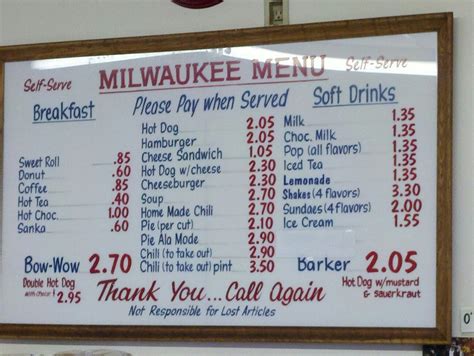 Self-Serve
MILWAUKEE MENU
Self-Serve
Breakfast
Sweet Roll .85
Donut .60
Coffee .85
Hot Tea .40
Hot Choc. 1.00
Sanka .60
Please Pay when Served
Hot Dog 2.05
Hamburger 2.05
Cheese Sandwich 1.05
Hot Dog w/cheese 2.30
Cheeseburger 2.30
Soup
Home Made Chili 2.30
Pie (per serving) 2.10
Pie Ala Mode 2.90
Chili (to take out) 2.50
Chili (to take out) pint 3.50
Soft Drinks
Milk 1.35
Choc. Milk 1.35
Pop (all flavors) 1.35
Iced Tea 1.35
Lemonade 1.35
Shakes (4 flavors) 3.30
Sundaes (4 flavors) 2.00
Ice Cream 1.55
Bow-Wow 2.70
Double Hot Dog
with cheese 2.95
Barker 2.05
Hot Dog w/mustard
& sauerkraut
Thank You...Call Again
Not Responsible for Lost Articles